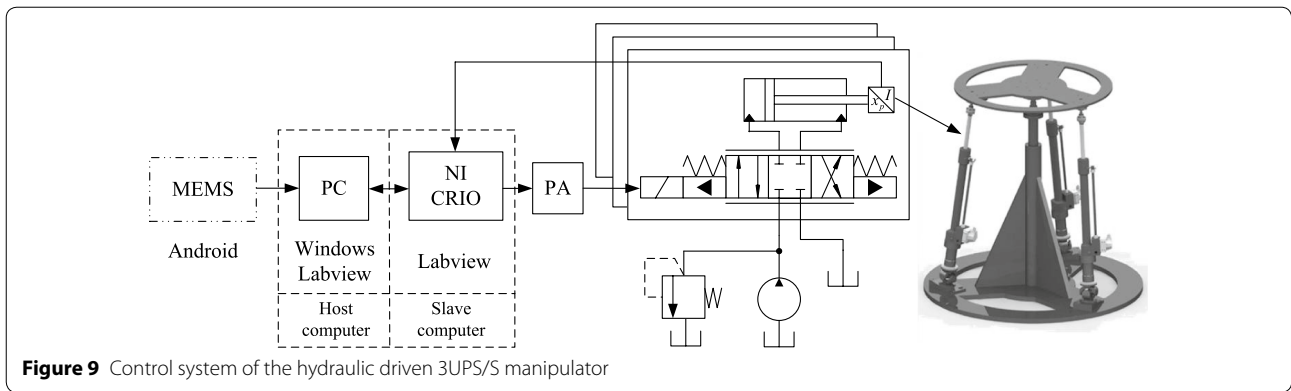 MEMS
Android
PC
Windows
Labview
Host
computer
NI
CRIO
Labview
Slave
computer
PA
I
x_p
Figure 9 Control system of the hydraulic driven 3UPS/S manipulator